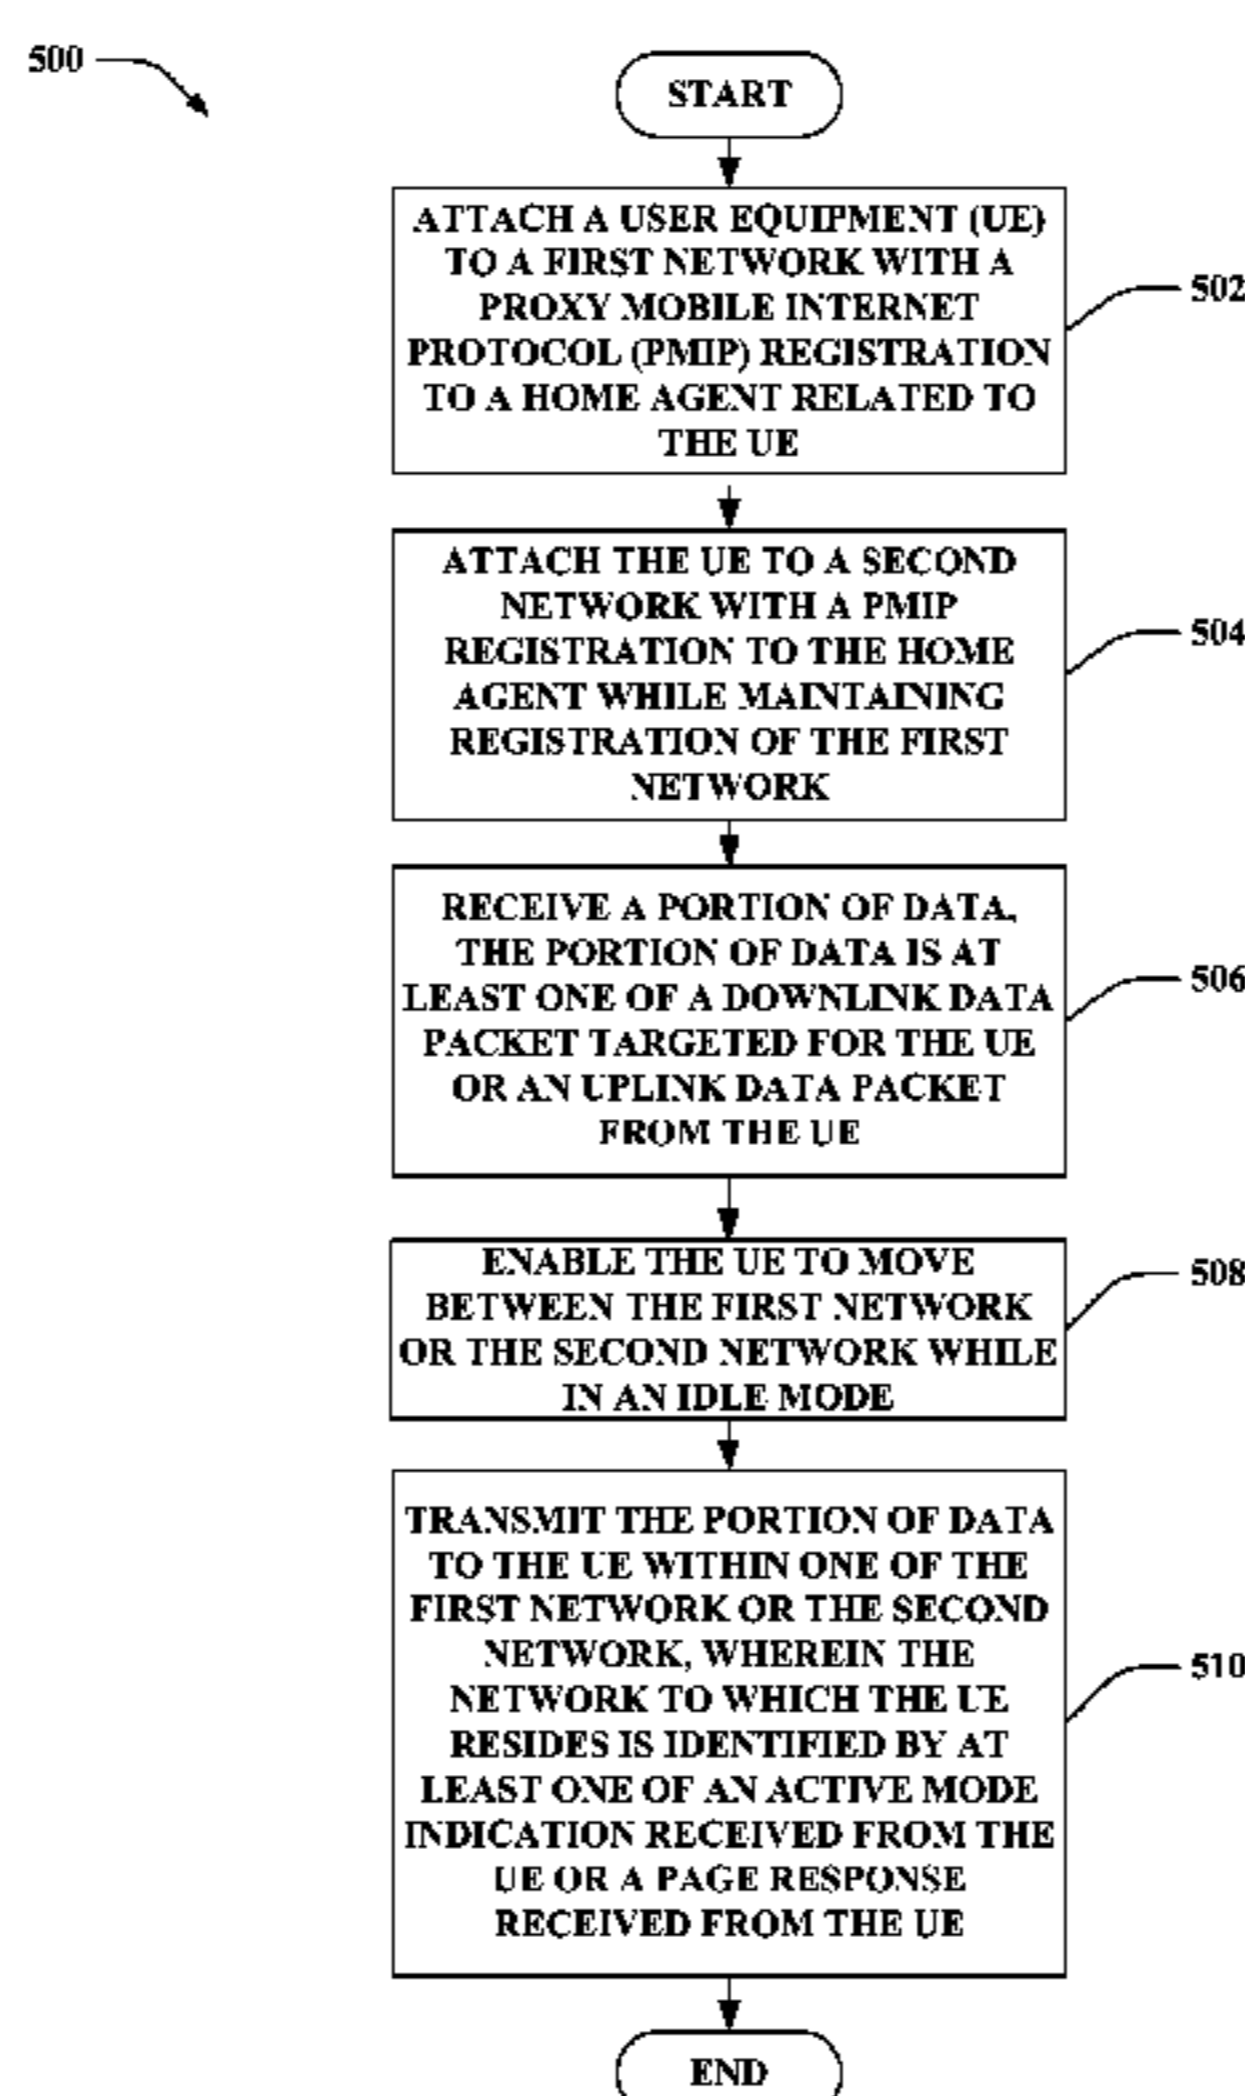 500
START
ATTACH A USER EQUIPMENT (UE)
TO A FIRST NETWORK WITH A
PROXY MOBILE INTERNET
PROTOCOL (PMIP) REGISTRATION
TO A HOME AGENT RELATED TO
THE UE
502
ATTACH THE UE TO A SECOND
NETWORK WITH A PMIP
REGISTRATION TO THE HOME
AGENT WHILE MAINTAINING
REGISTRATION OF THE FIRST
NETWORK
504
RECEIVE A PORTION OF DATA,
THE PORTION OF DATA IS AT
LEAST ONE OF A DOWNLINK DATA
PACKET TARGETED FOR THE UE
OR AN UPLINK DATA PACKET
FROM THE UE
506
ENABLE THE UE TO MOVE
BETWEEN THE FIRST NETWORK
OR THE SECOND NETWORK WHILE
IN AN IDLE MODE
508
TRANSMIT THE PORTION OF DATA
TO THE UE WITHIN ONE OF THE
FIRST NETWORK OR THE SECOND
NETWORK, WHEREIN THE
NETWORK TO WHICH THE UE
RESIDES IS IDENTIFIED BY AT
LEAST ONE OF AN ACTIVE MODE
INDICATION RECEIVED FROM THE
UE OR A PAGE RESPONSE
RECEIVED FROM THE UE
510
END